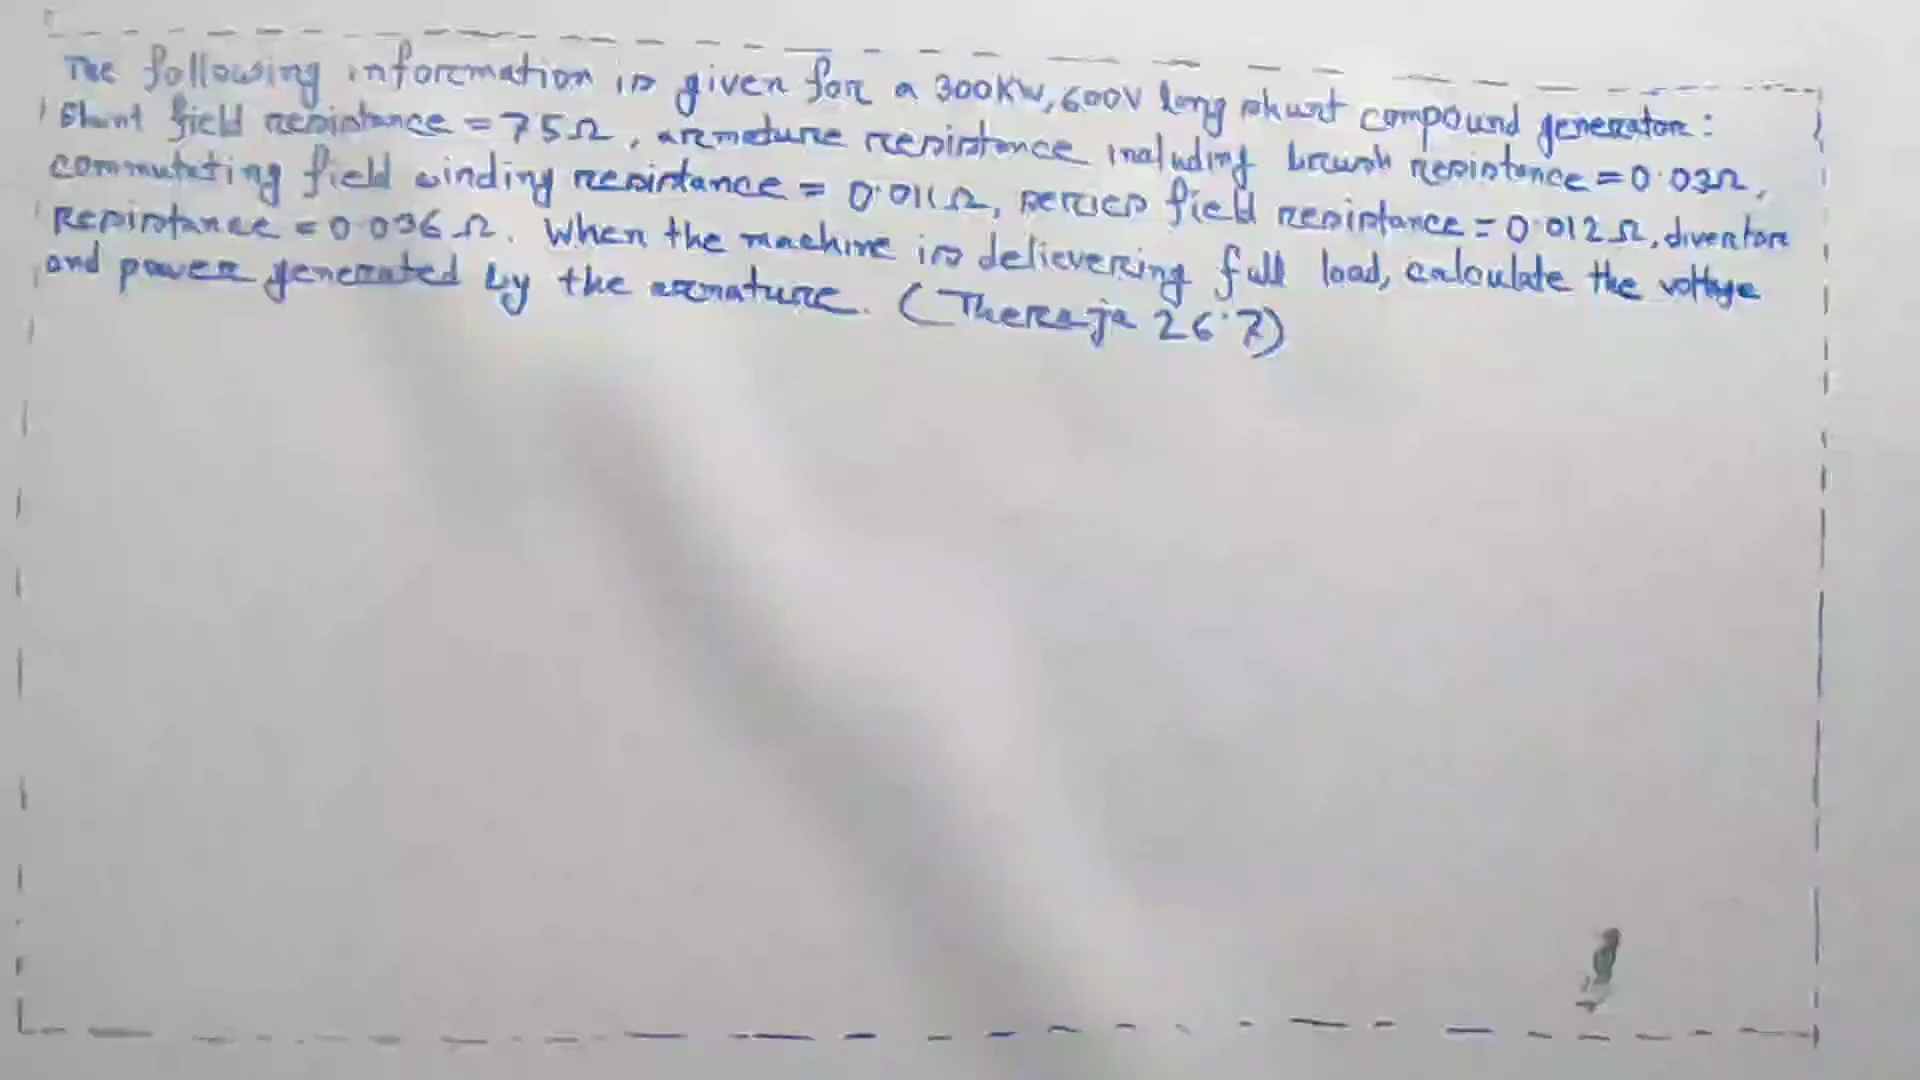 The following information is given for a 300KW, 600V long shunt compound generator:
Shunt field resistance = 75Ω, armature resistance including brush resistance = 0.03Ω,
commutating field winding resistance = 0.011Ω, series field resistance = 0.012Ω, divertor
Resistance = 0.036Ω. When the machine is delievering full load, calculate the voltage
and power generated by the armature. (Theraja 26.7)